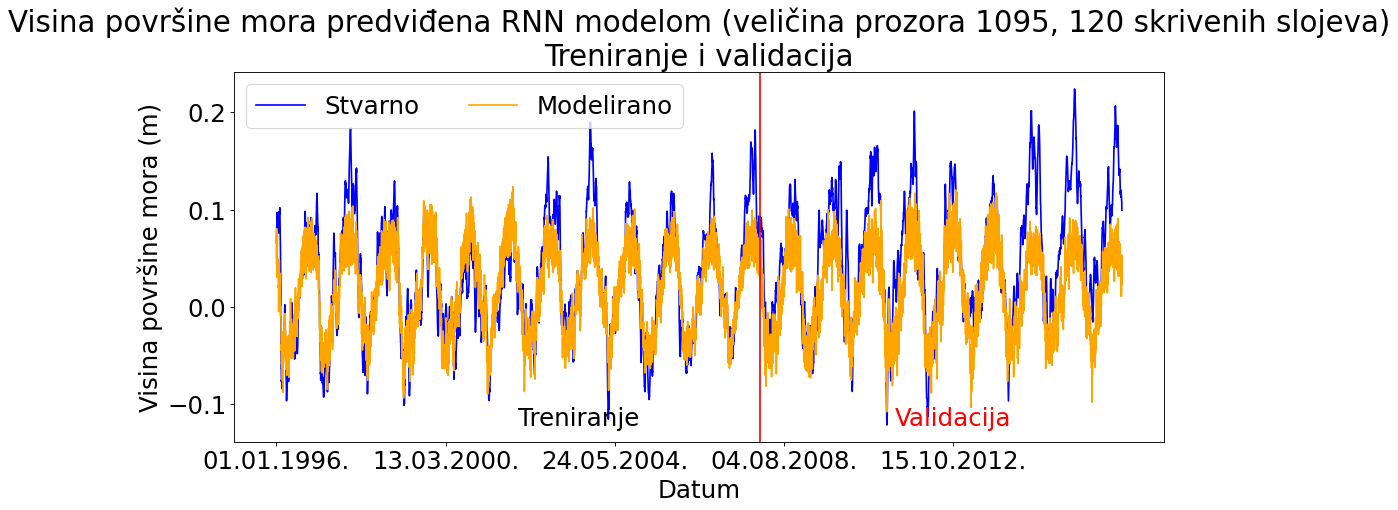 Visina površine mora predviđena RNN modelom (veličina prozora 1095, 120 skrivenih slojeva)
Treniranje i validacija
Stvarno Modelirano
Visina površine mora (m)
0.2
0.1
0.0
−0.1
Treniranje Validacija
01.01.1996. 13.03.2000. 24.05.2004. 04.08.2008. 15.10.2012.
Datum